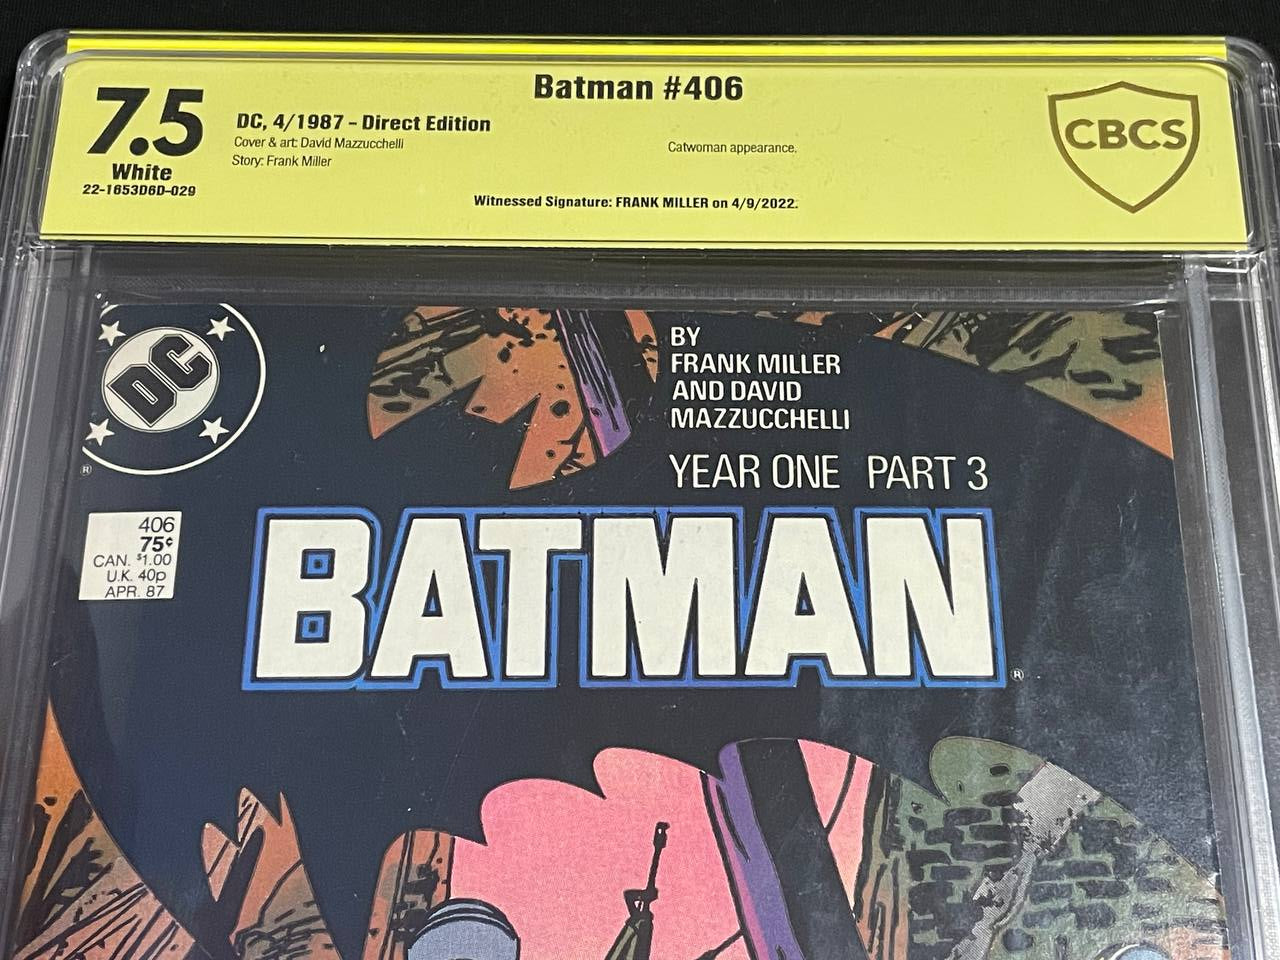 Batman #406
7.5
White
22-1653D6D-029
DC, 4/1987 - Direct Edition
Cover & art: David Mazzucchelli
Story: Frank Miller
Catwoman appearance.
Witnessed Signature: FRANK MILLER on 4/9/2022.
CBCS
DC
®
BY
FRANK MILLER
AND DAVID
MAZZUCCHELLI
YEAR ONE PART 3
406
75¢
CAN. $1.00
U.K. 40p
APR. 87
BATMAN
®